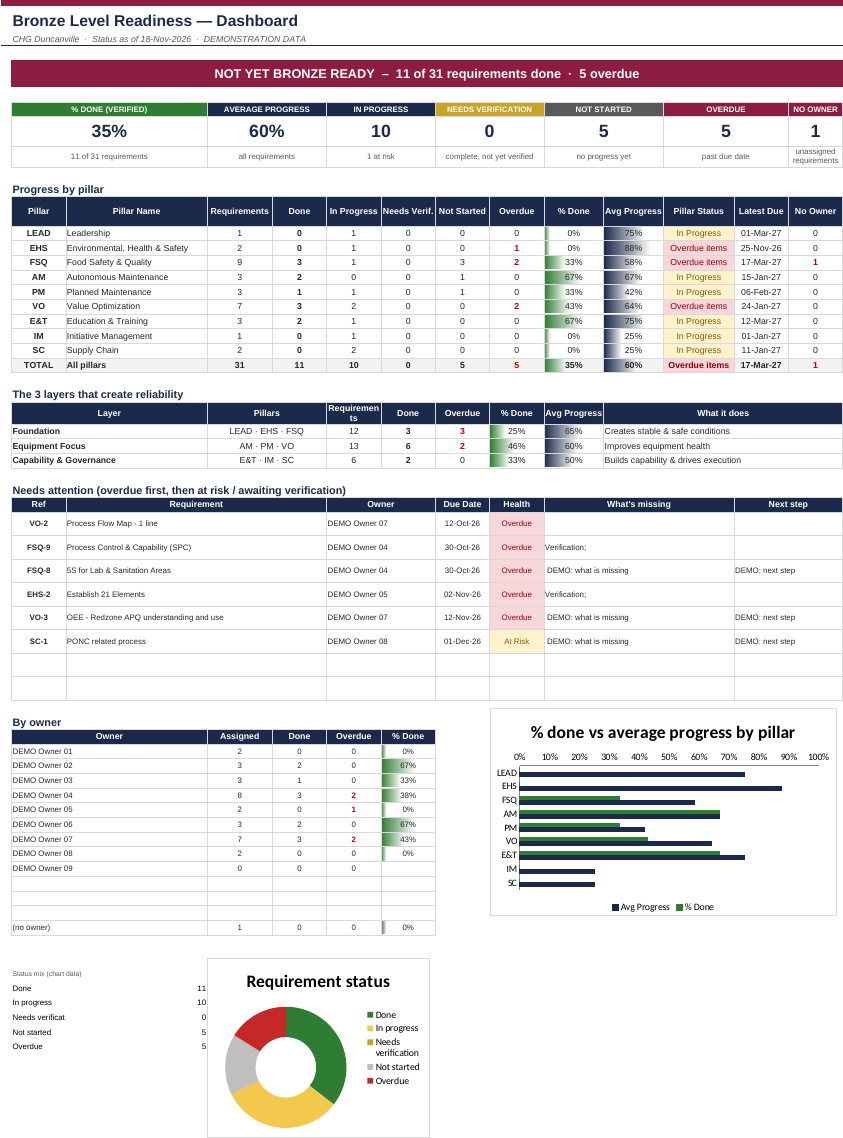 Bronze Level Readiness — Dashboard
CHG Duncanville · Status as of 18-Nov-2026 · DEMONSTRATION DATA
NOT YET BRONZE READY – 11 of 31 requirements done · 5 overdue
% DONE (VERIFIED) AVERAGE PROGRESS IN PROGRESS NEEDS VERIFICATION NOT STARTED OVERDUE NO OWNER
35% 60% 10 0 5 5 1
11 of 31 requirements all requirements 1 at risk complete, not yet verified no progress yet past due date unassigned requirements
Progress by pillar
Pillar Pillar Name Requirements Done In Progress Needs Verif. Not Started Overdue % Done Avg Progress Pillar Status Latest Due No Owner
LEAD Leadership 1 0 1 0 0 0 0% 75% In Progress 01-Mar-27 0
EHS Environmental, Health & Safety 2 0 1 0 0 1 0% 88% Overdue items 25-Nov-26 0
FSQ Food Safety & Quality 9 3 1 0 3 2 33% 58% Overdue items 17-Mar-27 1
AM Autonomous Maintenance 3 2 0 0 1 0 67% 67% In Progress 15-Jan-27 0
PM Planned Maintenance 3 1 1 0 1 0 33% 42% In Progress 06-Feb-27 0
VO Value Optimization 7 3 2 0 0 2 43% 64% Overdue items 24-Jan-27 0
E&T Education & Training 3 2 1 0 0 0 67% 75% In Progress 12-Mar-27 0
IM Initiative Management 1 0 1 0 0 0 0% 25% In Progress 01-Jan-27 0
SC Supply Chain 2 0 2 0 0 0 0% 25% In Progress 11-Jan-27 0
TOTAL All pillars 31 11 10 0 5 5 35% 60% Overdue items 17-Mar-27 1
The 3 layers that create reliability
Layer Pillars Requiremen ts Done Overdue % Done Avg Progress What it does
Foundation LEAD · EHS · FSQ 12 3 3 25% 65% Creates stable & safe conditions
Equipment Focus AM · PM · VO 13 6 2 46% 60% Improves equipment health
Capability & Governance E&T · IM · SC 6 2 0 33% 50% Builds capability & drives execution
Needs attention (overdue first, then at risk / awaiting verification)
Ref Requirement Owner Due Date Health What's missing Next step
VO-2 Process Flow Map - 1 line DEMO Owner 07 12-Oct-26 Overdue
FSQ-9 Process Control & Capability (SPC) DEMO Owner 04 30-Oct-26 Overdue Verification;
FSQ-8 5S for Lab & Sanitation Areas DEMO Owner 04 30-Oct-26 Overdue DEMO: what is missing DEMO: next step
EHS-2 Establish 21 Elements DEMO Owner 05 02-Nov-26 Overdue Verification;
VO-3 OEE - Redzone APQ understanding and use DEMO Owner 07 12-Nov-26 Overdue DEMO: what is missing DEMO: next step
SC-1 PONC related process DEMO Owner 08 01-Dec-26 At Risk DEMO: what is missing DEMO: next step
By owner
Owner Assigned Done Overdue % Done
DEMO Owner 01 2 0 0 0%
DEMO Owner 02 3 2 0 67%
DEMO Owner 03 3 1 0 33%
DEMO Owner 04 8 3 2 38%
DEMO Owner 05 2 0 1 0%
DEMO Owner 06 3 2 0 67%
DEMO Owner 07 7 3 2 43%
DEMO Owner 08 2 0 0 0%
DEMO Owner 09 0 0 0
(no owner) 1 0 0 0%
% done vs average progress by pillar
0% 10% 20% 30% 40% 50% 60% 70% 80% 90% 100%
LEAD
EHS
FSQ
AM
PM
VO
E&T
IM
SC
Avg Progress % Done
Status mix (chart data)
Done 11
In progress 10
Needs verificat 0
Not started 5
Overdue 5
Requirement status
Done
In progress
Needs
verification
Not started
Overdue